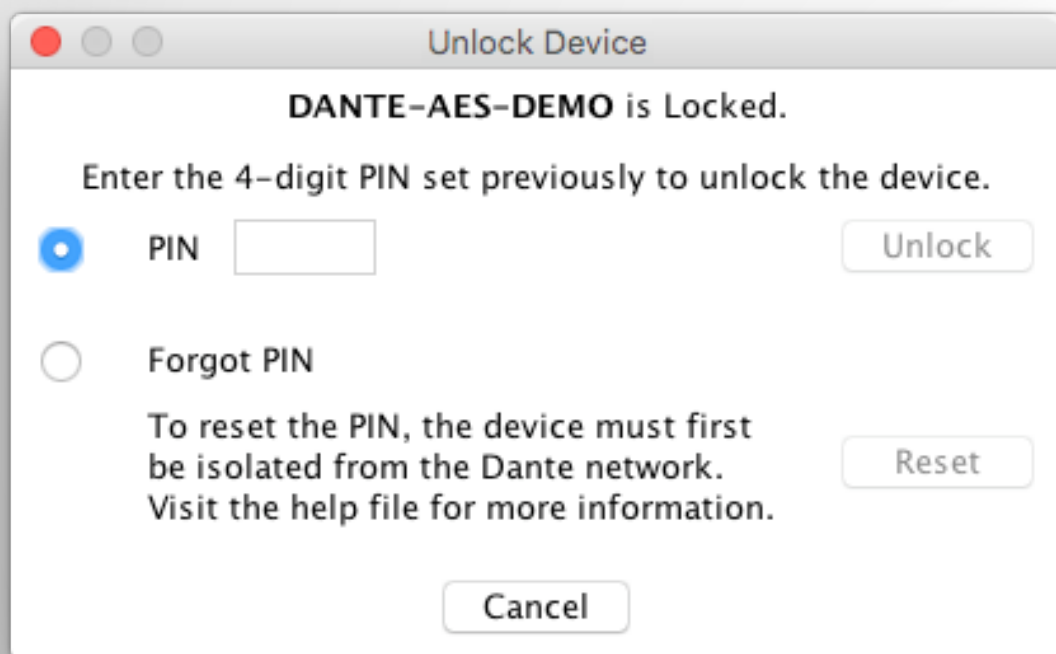 Unlock Device
DANTE-AES-DEMO is Locked.
Enter the 4-digit PIN set previously to unlock the device.
PIN
Unlock
Forgot PIN
To reset the PIN, the device must first
be isolated from the Dante network.
Visit the help file for more information.
Reset
Cancel